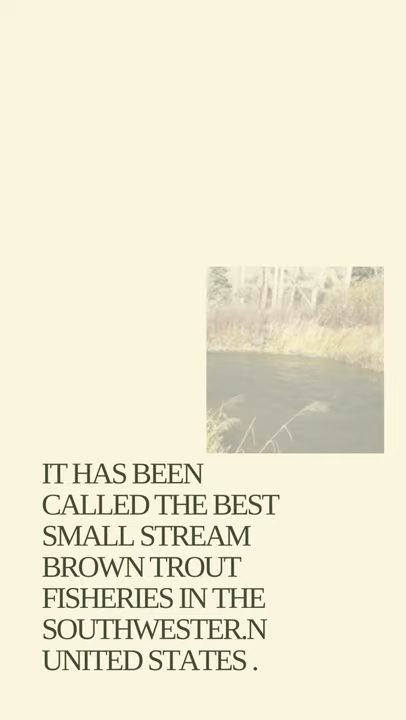 IT HAS BEEN
CALLED THE BEST
SMALL STREAM
BROWN TROUT
FISHERIES IN THE
SOUTHWESTER.N
UNITED STATES .